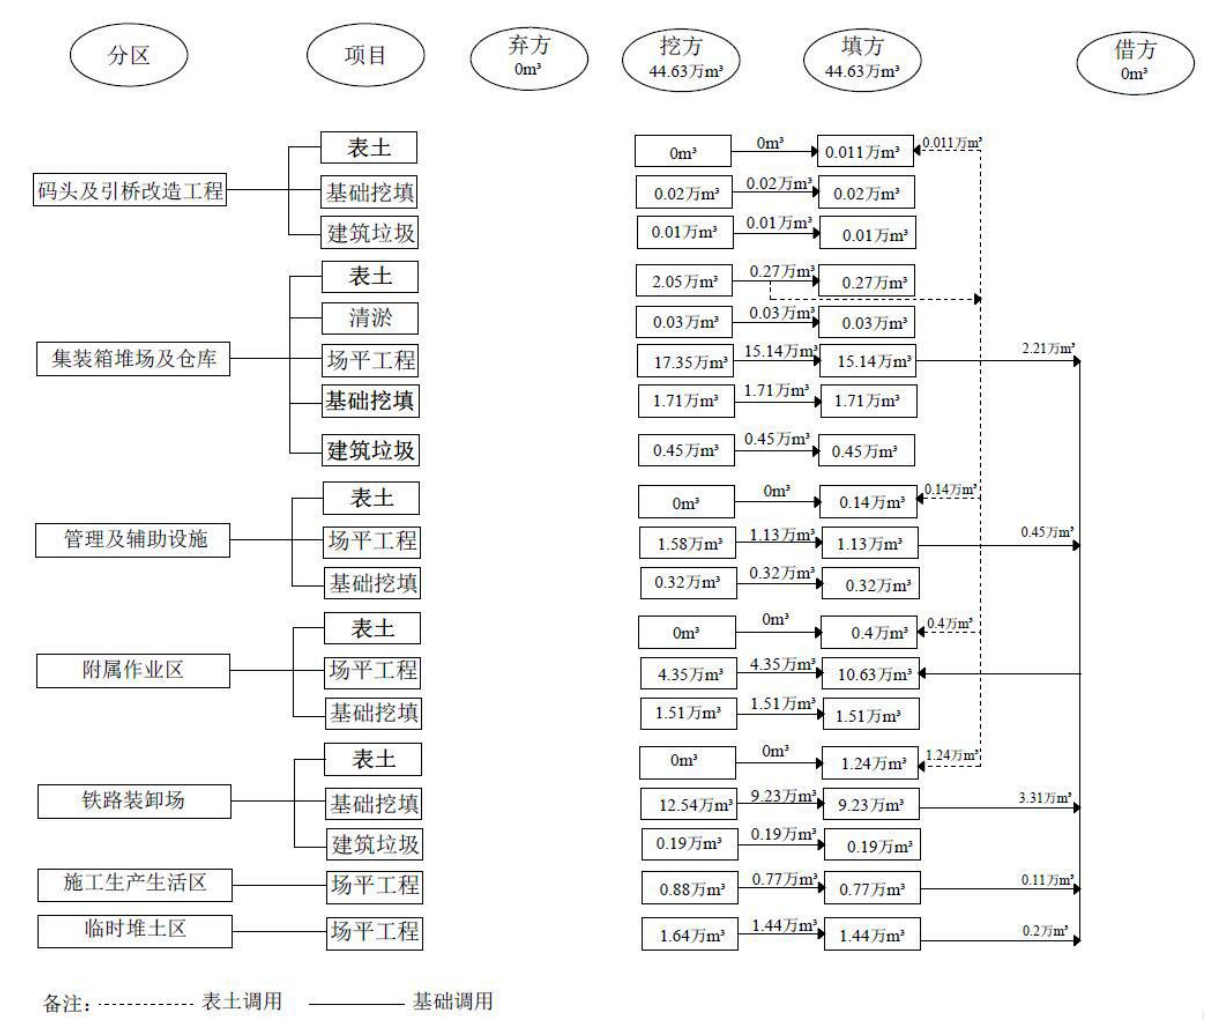 分区
项目
弃方
0m³
挖方
44.63万m³
填方
44.63万m³
借方
0m³
码头及引桥改造工程
表土
0m³
0m³
0.011万m³
0.011万m³
基础挖填
0.02万m³
0.02万m³
0.02万m³
建筑垃圾
0.01万m³
0.01万m³
0.01万m³
集装箱堆场及仓库
表土
2.05万m³
0.27万m³
0.27万m³
清淤
0.03万m³
0.03万m³
0.03万m³
场平工程
17.35万m³
15.14万m³
15.14万m³
2.21万m³
基础挖填
1.71万m³
1.71万m³
1.71万m³
建筑垃圾
0.45万m³
0.45万m³
0.45万m³
管理及辅助设施
表土
0m³
0m³
0.14万m³
0.14万m³
场平工程
1.58万m³
1.13万m³
1.13万m³
0.45万m³
基础挖填
0.32万m³
0.32万m³
0.32万m³
附属作业区
表土
0m³
0m³
0.4万m³
0.4万m³
场平工程
4.35万m³
4.35万m³
10.63万m³
基础挖填
1.51万m³
1.51万m³
1.51万m³
铁路装卸场
表土
0m³
0m³
1.24万m³
1.24万m³
基础挖填
12.54万m³
9.23万m³
9.23万m³
3.31万m³
建筑垃圾
0.19万m³
0.19万m³
0.19万m³
施工生产生活区
场平工程
0.88万m³
0.77万m³
0.77万m³
0.11万m³
临时堆土区
场平工程
1.64万m³
1.44万m³
1.44万m³
0.2万m³
备注： 表土调用 基础调用